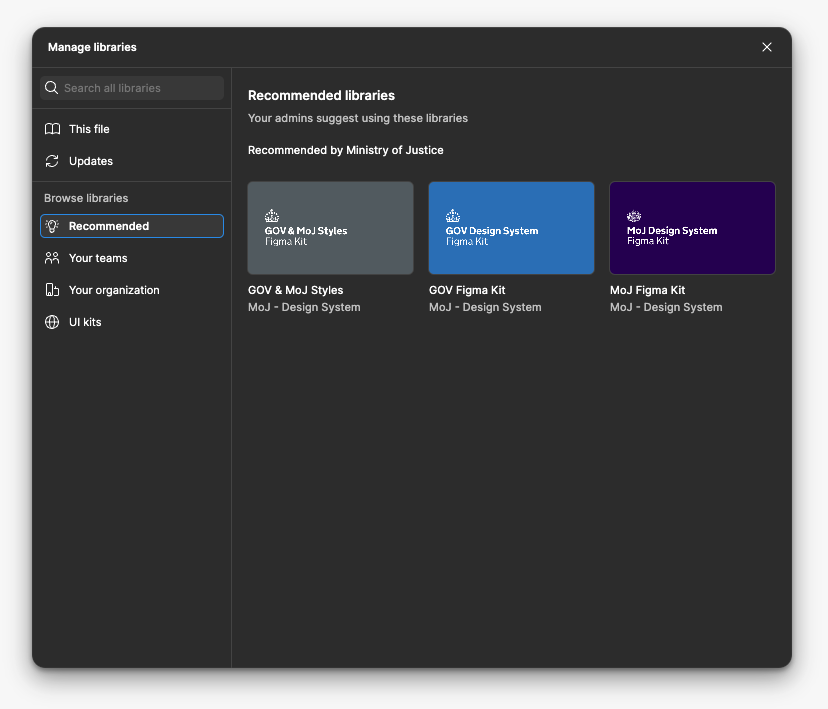 Manage libraries
Search all libraries
This file
Updates
Browse libraries
Recommended
Your teams
Your organization
UI kits
Recommended libraries
Your admins suggest using these libraries
Recommended by Ministry of Justice
GOV & MoJ Styles
Figma Kit
GOV & MoJ Styles
MoJ - Design System
GOV Design System
Figma Kit
GOV Figma Kit
MoJ - Design System
MoJ Design System
Figma Kit
MoJ Figma Kit
MoJ - Design System